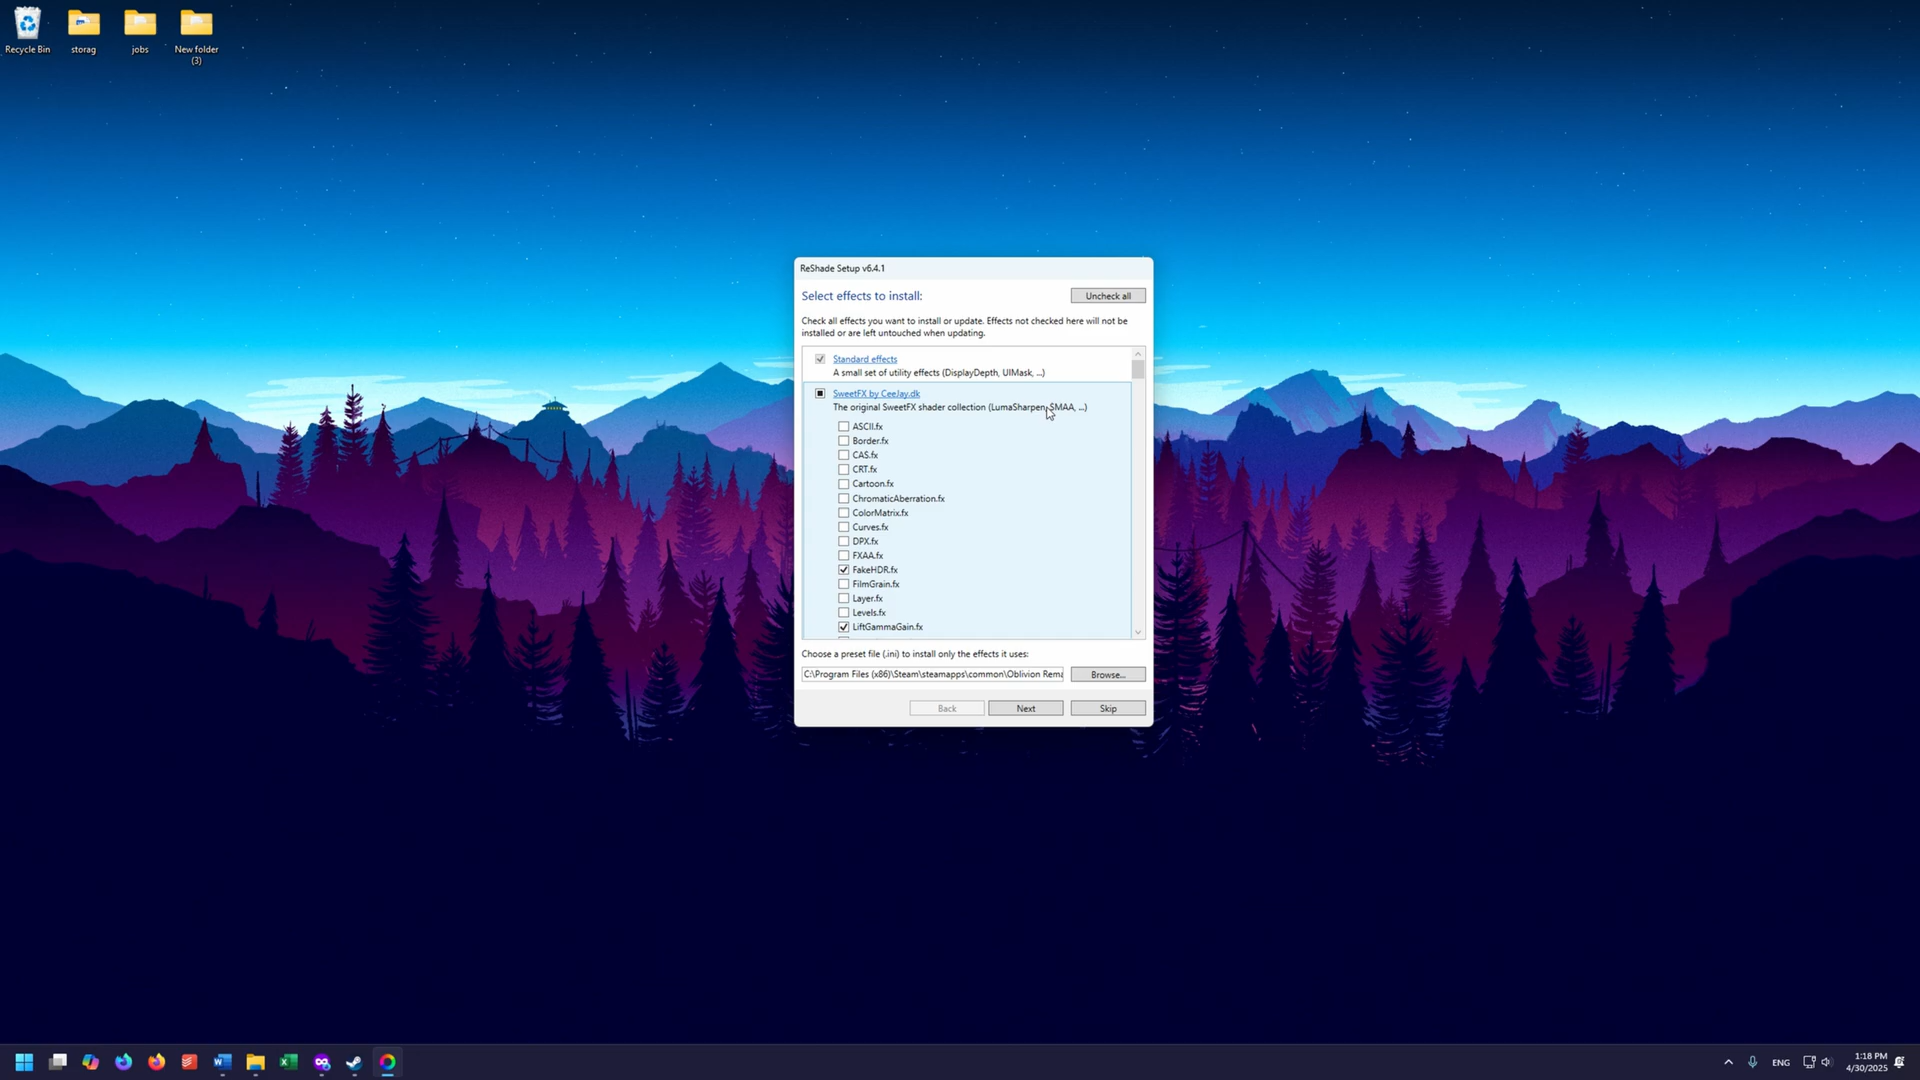 Recycle Bin
storag
jobs
New folder
(3)
ReShade Setup v6.4.1
Select effects to install:
Uncheck all
Check all effects you want to install or update. Effects not checked here will not be
installed or are left untouched when updating.
Standard effects
A small set of utility effects (DisplayDepth, UIMask, ...)
SweetFX by CeeJay.dk
The original SweetFX shader collection (LumaSharpen, SMAA, ...)
ASCII.fx
Border.fx
CAS.fx
CRT.fx
Cartoon.fx
ChromaticAberration.fx
ColorMatrix.fx
Curves.fx
DPX.fx
FXAA.fx
FakeHDR.fx
FilmGrain.fx
Layer.fx
Levels.fx
LiftGammaGain.fx
Choose a preset file (.ini) to install only the effects it uses:
C:\Program Files (x86)\Steam\steamapps\common\Oblivion Rema
Browse...
Back
Next
Skip
ENG
1:18 PM
4/30/2025